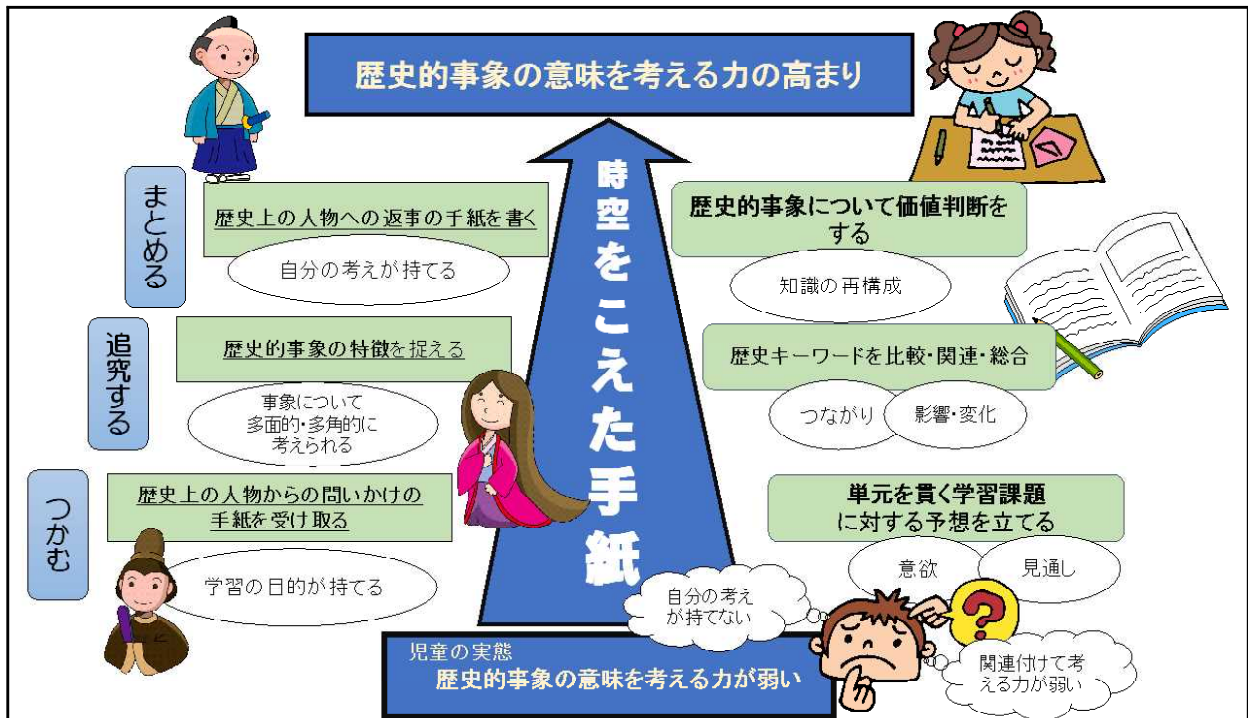 歴史的事象の意味を考える力の高まり
時空をこえた手紙
まとめる
歴史上の人物への返事の手紙を書く
自分の考えが持てる
歴史的事象について価値判断を
する
知識の再構成
追究する
歴史的事象の特徴を捉える
事象について
多面的・多角的に
考えられる
歴史キーワードを比較・関連・総合
つながり
影響・変化
つかむ
歴史上の人物からの問いかけの
手紙を受け取る
学習の目的が持てる
単元を貫く学習課題
に対する予想を立てる
意欲
見通し
自分の考え
が持てない
?
関連付けて考
える力が弱い
児童の実態
歴史的事象の意味を考える力が弱い